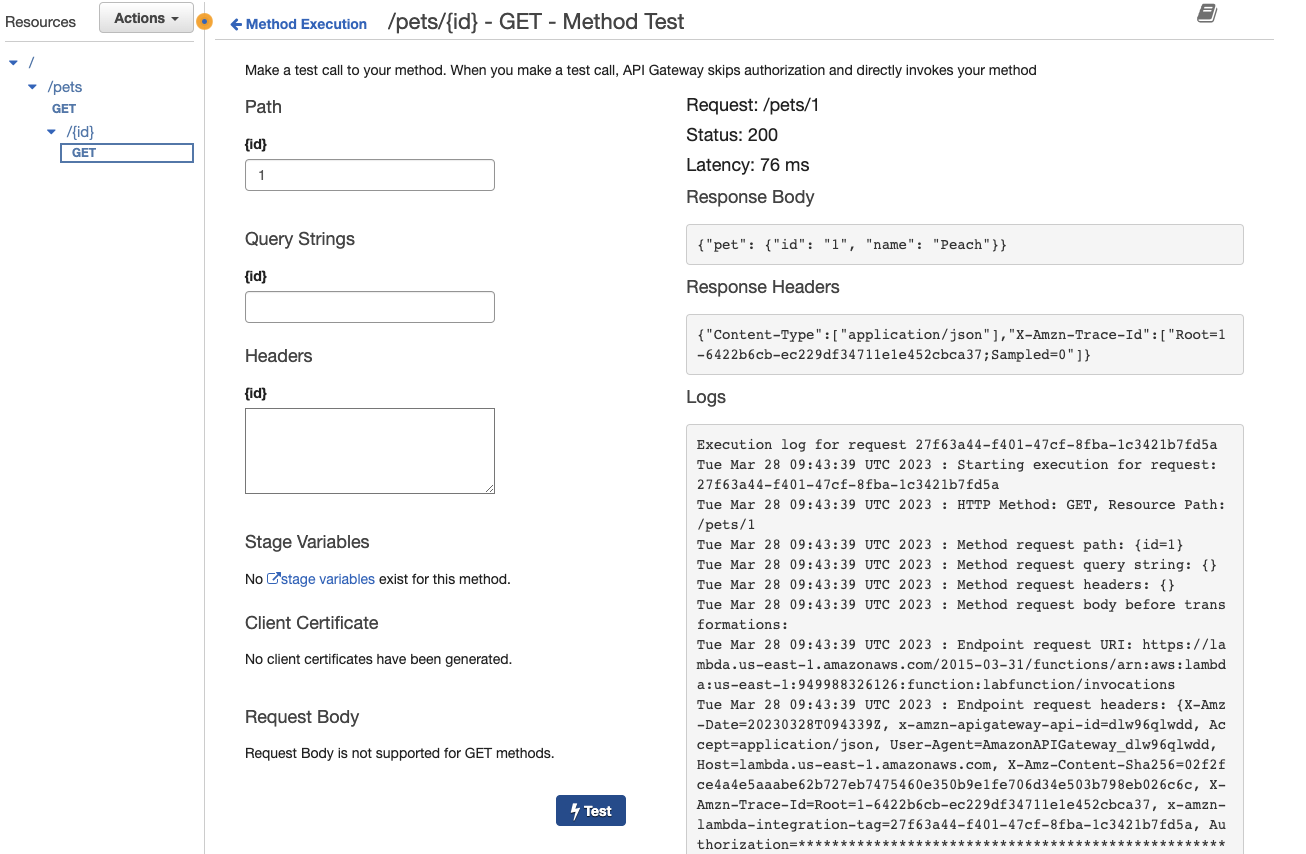 Resources
Actions
/
/pets
GET
/{id}
GET
Method Execution
/pets/{id} - GET - Method Test
Make a test call to your method. When you make a test call, API Gateway skips authorization and directly invokes your method
Path
{id}
1
Query Strings
{id}
Headers
{id}
Stage Variables
No stage variables exist for this method.
Client Certificate
No client certificates have been generated.
Request Body
Request Body is not supported for GET methods.
Test
Request: /pets/1
Status: 200
Latency: 76 ms
Response Body
{"pet": {"id": "1", "name": "Peach"}}
Response Headers
{"Content-Type":["application/json"],"X-Amzn-Trace-Id":["Root=1
-6422b6cb-ec229df34711e1e452cbca37;Sampled=0"]}
Logs
Execution log for request 27f63a44-f401-47cf-8fba-1c3421b7fd5a
Tue Mar 28 09:43:39 UTC 2023 : Starting execution for request:
27f63a44-f401-47cf-8fba-1c3421b7fd5a
Tue Mar 28 09:43:39 UTC 2023 : HTTP Method: GET, Resource Path:
/pets/1
Tue Mar 28 09:43:39 UTC 2023 : Method request path: {id=1}
Tue Mar 28 09:43:39 UTC 2023 : Method request query string: {}
Tue Mar 28 09:43:39 UTC 2023 : Method request headers: {}
Tue Mar 28 09:43:39 UTC 2023 : Method request body before trans
formations:
Tue Mar 28 09:43:39 UTC 2023 : Endpoint request URI: https://la
mbda.us-east-1.amazonaws.com/2015-03-31/functions/arn:aws:lambd
a:us-east-1:949988326126:function:labfunction/invocations
Tue Mar 28 09:43:39 UTC 2023 : Endpoint request headers: {X-Amz
-Date=20230328T094339Z, x-amzn-apigateway-api-id=dlw96qlwdd, Ac
cept=application/json, User-Agent=AmazonAPIGateway_dlw96qlwdd,
Host=lambda.us-east-1.amazonaws.com, X-Amz-Content-Sha256=02f2f
ce4a4e5aaabe62b727eb7475460e350b9e1fe706d34e503b798eb026c6c, X-
Amzn-Trace-Id=Root=1-6422b6cb-ec229df34711e1e452cbca37, x-amzn-
lambda-integration-tag=27f63a44-f401-47cf-8fba-1c3421b7fd5a, Au
thorization=***************************************************